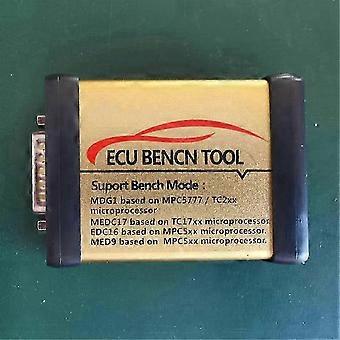 ECU BENCN TOOL
Suport Bench Mode :
MDG1 based on MPC5777 / TC2xx
microprocessor
MEDC17 based on TC17xx microprocessor
EDC16 based on MPC5xx microprocessor.
MED9 based on MPC5xx microprocessor.